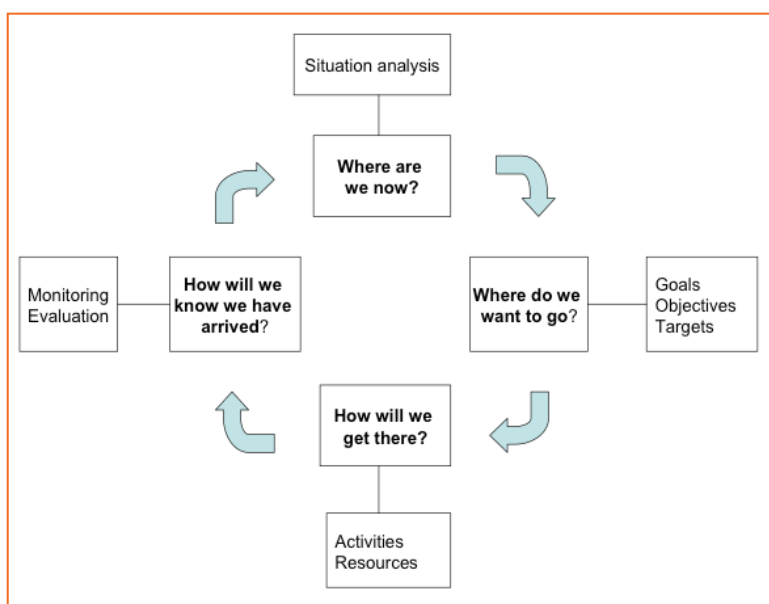 Situation analysis
Where are
we now?
Monitoring
Evaluation
How will we
know we have
arrived?
Where do we
want to go?
Goals
Objectives
Targets
How will we
get there?
Activities
Resources